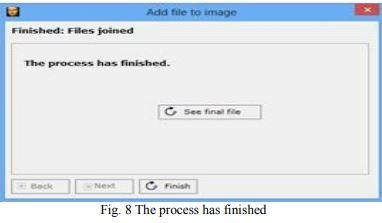 Add file to image
Finished: Files joined
The process has finished.
See final file
Back Next Finish
Fig. 8 The process has finished